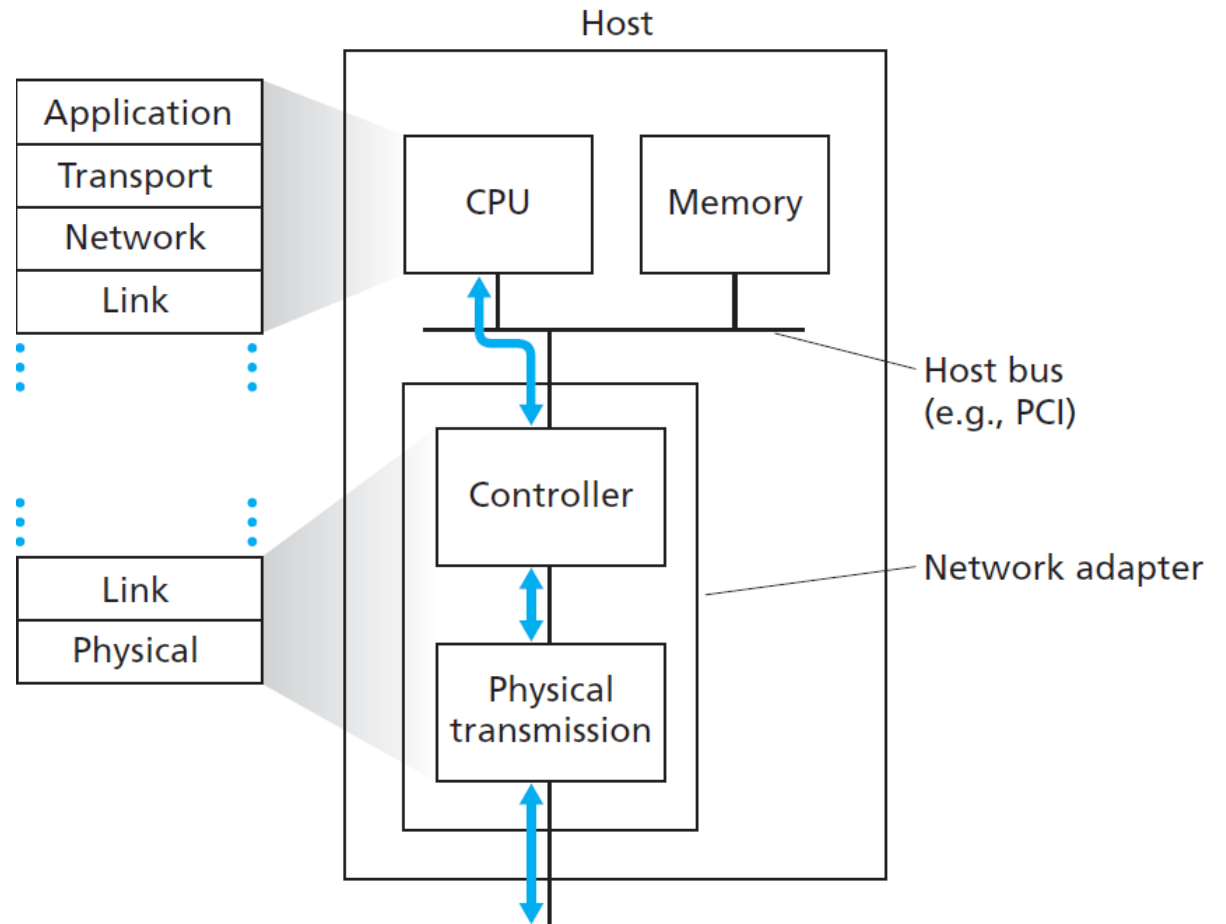 Host
Application
Transport
Network
Link
CPU
Memory
Host bus
(e.g., PCI)
Controller
Network adapter
Link
Physical
Physical
transmission